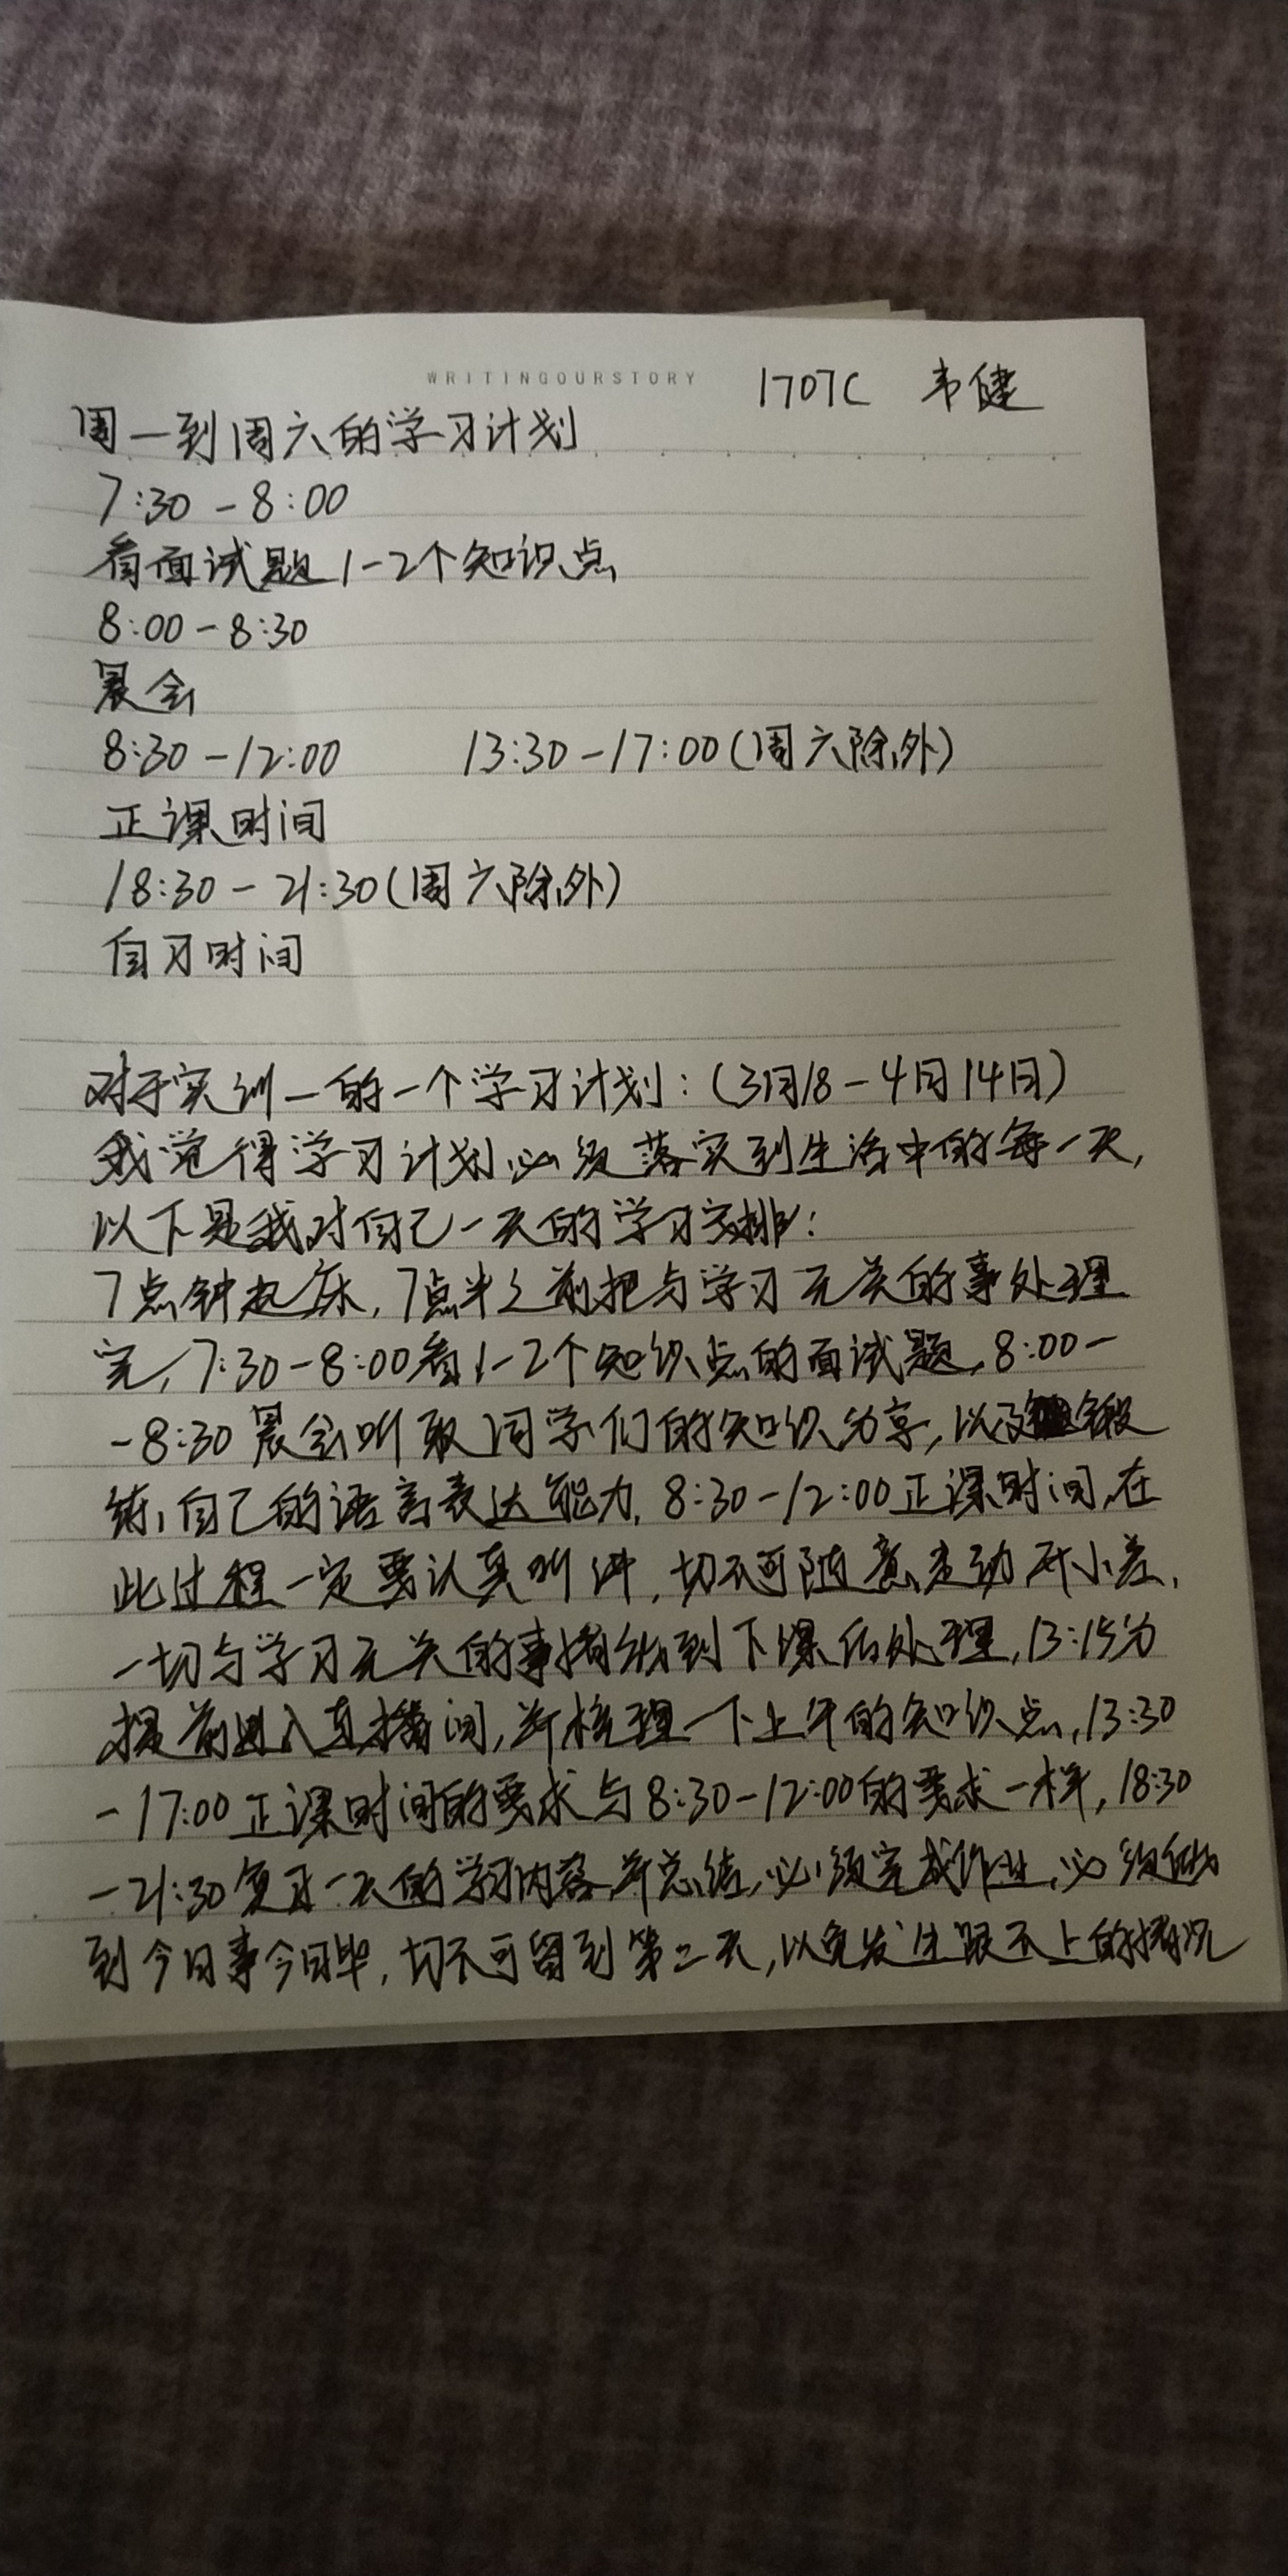 WRITINGOURSTORY 1707C 韦健
周一到周六的学习计划
7:30-8:00
看面试题1-2个知识点
8:00-8:30
晨会
8:30-12:00 13:30-17:00(周六除外)
正课时间
18:30-21:30(周六除外)
自习时间
对于实训一的一个学习计划:(3月18-4月14日)
我觉得学习计划必须落实到生活中的每一天,
以下是我对自己一天的学习安排:
7点钟起床,7点半之前把与学习无关的事处理
完,7:30-8:00看1-2个知识点的面试题,8:00-
-8:30晨会听取同学们的知识分享,以及锻
练自己的语言表达能力,8:30-12:00正课时间,在
此过程一定要认真听讲,切不可随意走动开小差,
一切与学习无关的事情给到下课后处理,13:15分
提前进入直播间,并梳理一下上午的知识点,13:30
-17:00正课时间的要求与8:30-12:00的要求一样,18:30
-21:30复习一天的学习内容,并总结,必须完成作业,必须做
到今日事今日毕,切不可留到第二天,以免发生跟不上的情况